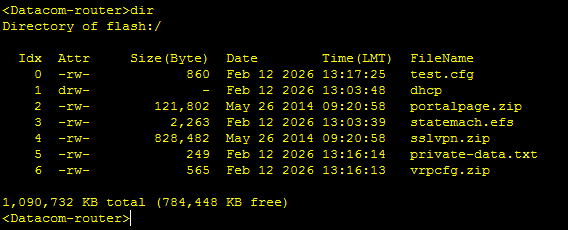 <Datacom-router>dir
Directory of flash:/

  Idx  Attr     Size(Byte)  Date        Time(LMT)  FileName
    0  -rw-            860  Feb 12 2026 13:17:25   test.cfg
    1  drw-              -  Feb 12 2026 13:03:48   dhcp
    2  -rw-        121,802  May 26 2014 09:20:58   portalpage.zip
    3  -rw-          2,263  Feb 12 2026 13:03:39   statemach.efs
    4  -rw-        828,482  May 26 2014 09:20:58   sslvpn.zip
    5  -rw-            249  Feb 12 2026 13:16:14   private-data.txt
    6  -rw-            565  Feb 12 2026 13:16:13   vrpcfg.zip

1,090,732 KB total (784,448 KB free)
<Datacom-router>